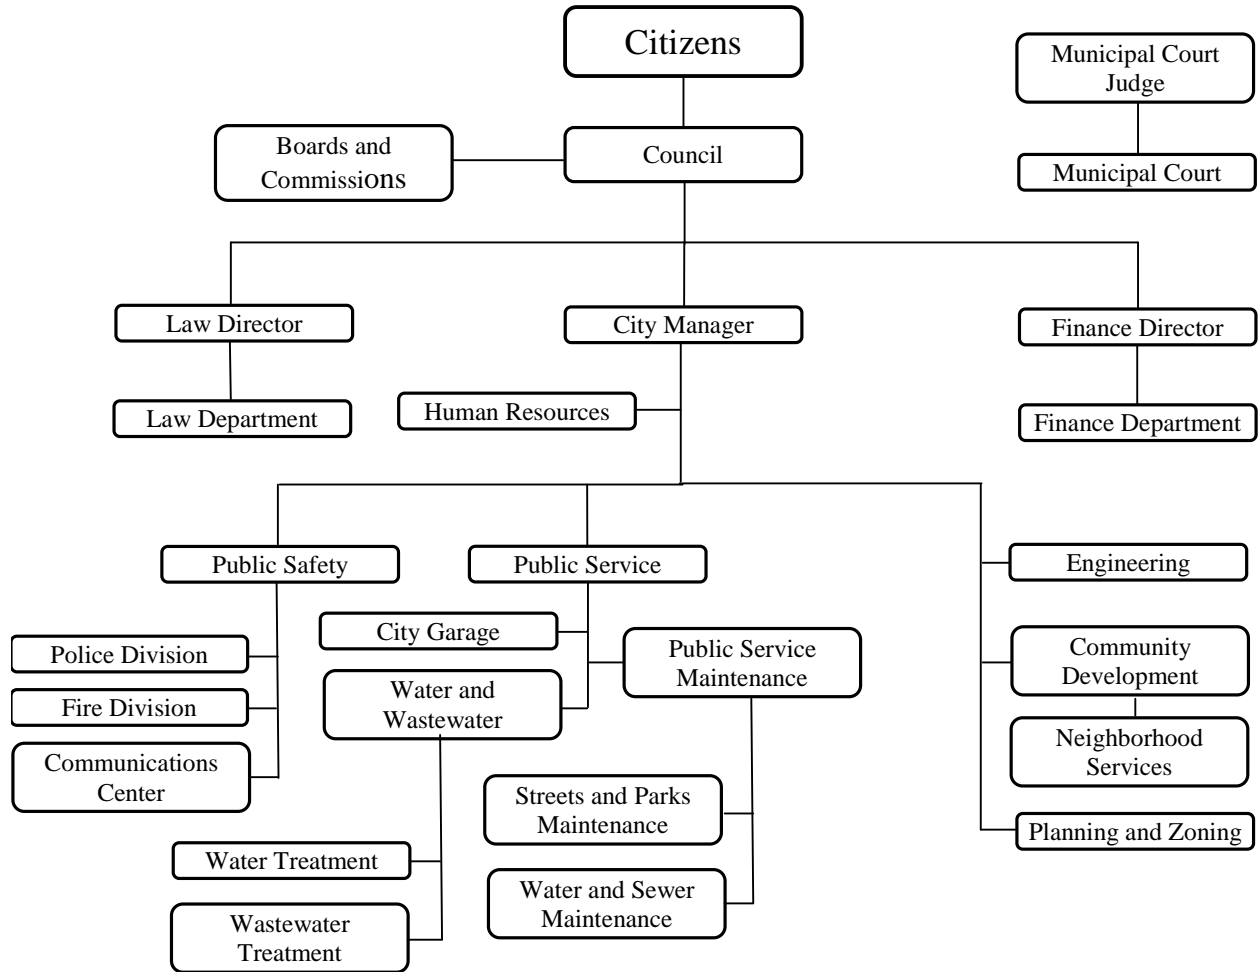 Citizens
Municipal Court
Judge
Boards and
Commissions
Council
Municipal Court
Law Director
City Manager
Finance Director
Law Department
Human Resources
Finance Department
Public Safety
Public Service
Engineering
City Garage
Police Division
Public Service
Maintenance
Community
Development
Water and
Wastewater
Fire Division
Neighborhood
Services
Communications
Center
Streets and Parks
Maintenance
Planning and Zoning
Water Treatment
Water and Sewer
Maintenance
Wastewater
Treatment